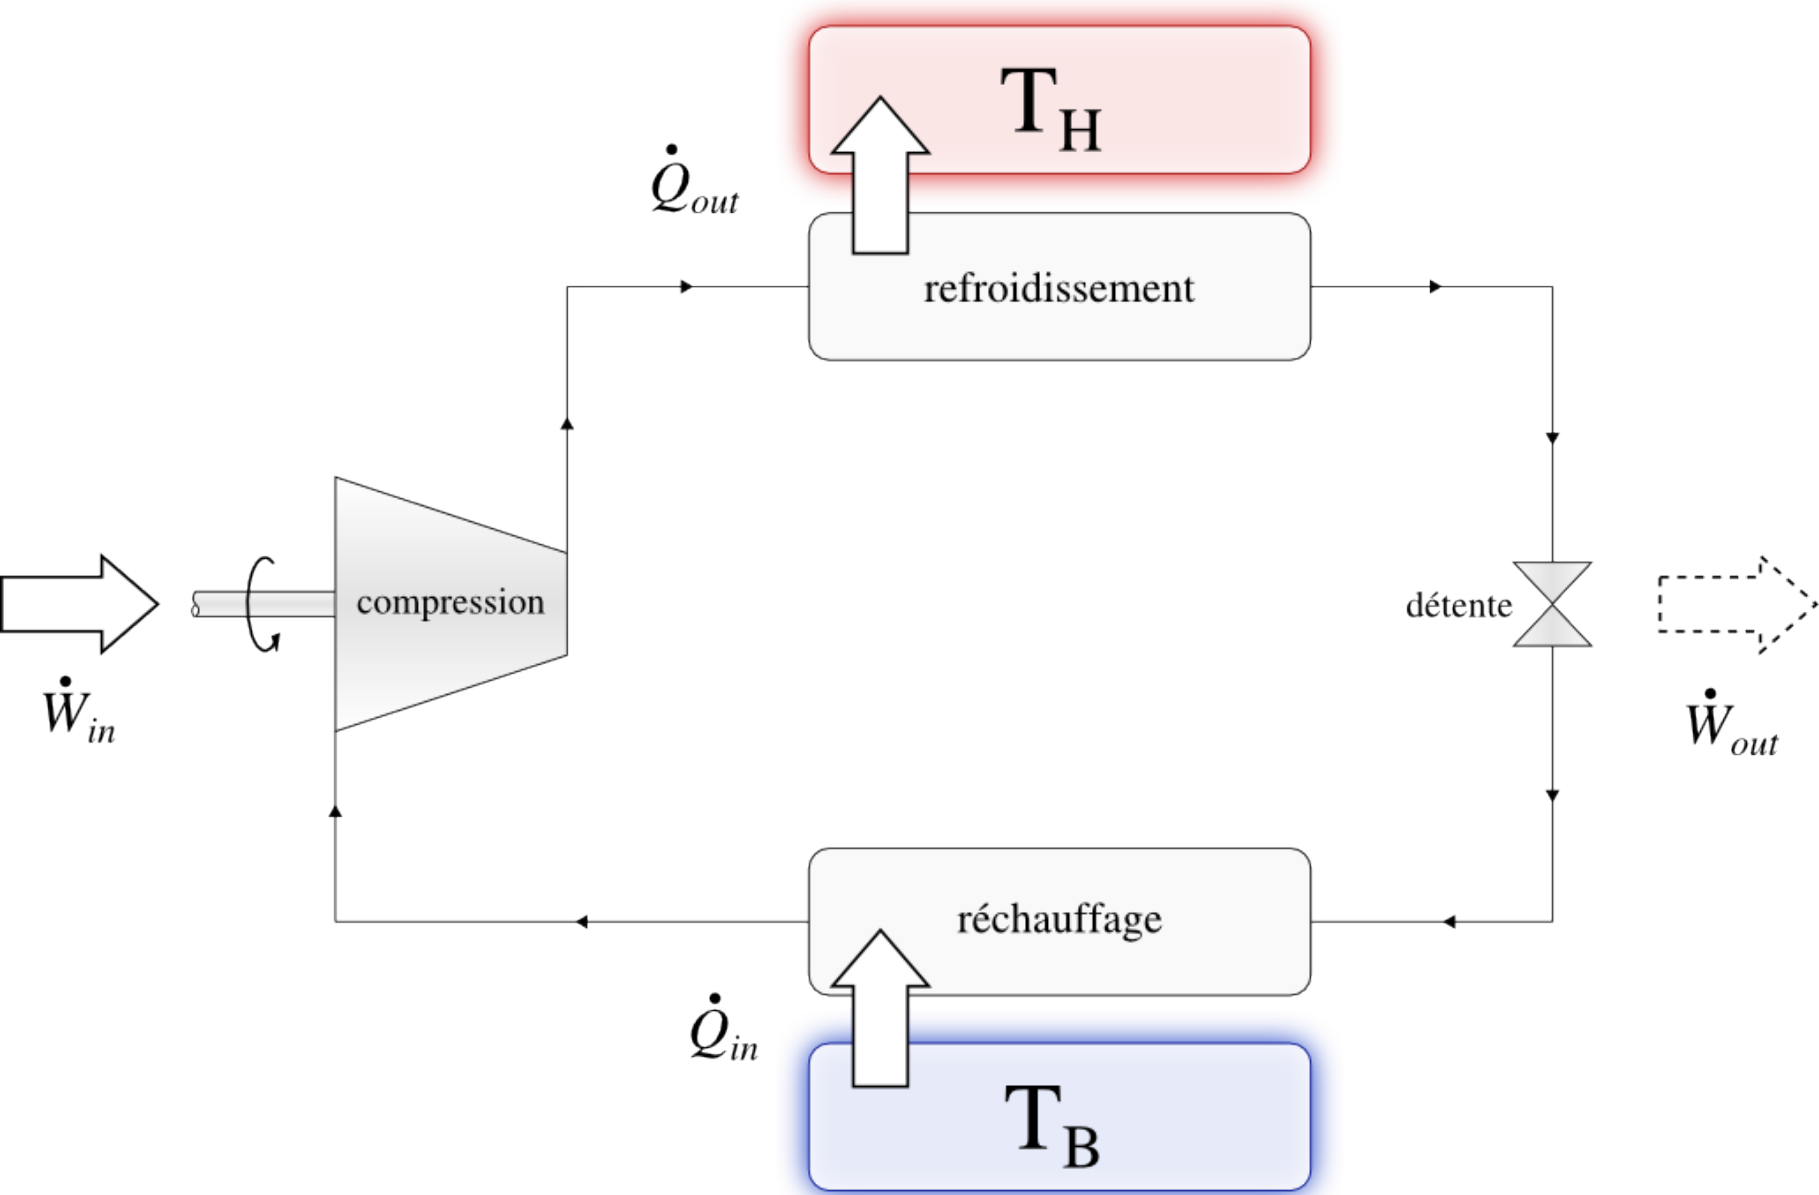 T_H
Q̇_out
refroidissement
compression
détente
Ẇ_in
Ẇ_out
réchauffage
Q̇_in
T_B